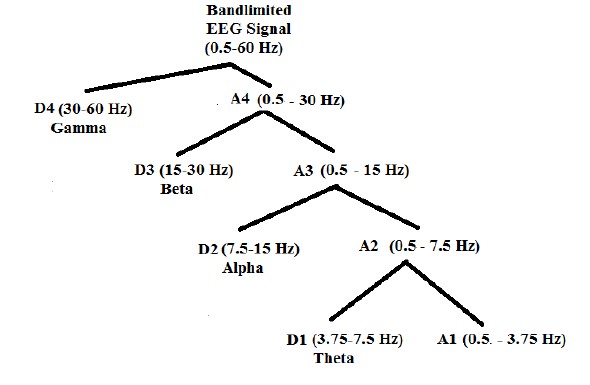 Bandlimited
EEG Signal
(0.5-60 Hz)
D4 (30-60 Hz)
Gamma
A4 (0.5 - 30 Hz)
D3 (15-30 Hz)
Beta
A3 (0.5 - 15 Hz)
D2 (7.5-15 Hz)
Alpha
A2 (0.5 - 7.5 Hz)
D1 (3.75-7.5 Hz)
Theta
A1 (0.5. - 3.75 Hz)